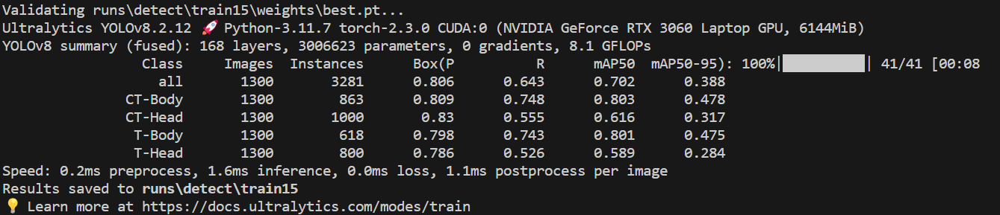 Validating runs\detect\train15\weights\best.pt...
Ultralytics YOLOv8.2.12 🚀 Python-3.11.7 torch-2.3.0 CUDA:0 (NVIDIA GeForce RTX 3060 Laptop GPU, 6144MiB)
YOLOv8 summary (fused): 168 layers, 3006623 parameters, 0 gradients, 8.1 GFLOPs
Class Images Instances Box(P R mAP50 mAP50-95): 100%|██████████| 41/41 [00:08
all 1300 3281 0.806 0.643 0.702 0.388
CT-Body 1300 863 0.809 0.748 0.803 0.478
CT-Head 1300 1000 0.83 0.555 0.616 0.317
T-Body 1300 618 0.798 0.743 0.801 0.475
T-Head 1300 800 0.786 0.526 0.589 0.284
Speed: 0.2ms preprocess, 1.6ms inference, 0.0ms loss, 1.1ms postprocess per image
Results saved to runs\detect\train15
💡 Learn more at https://docs.ultralytics.com/modes/train